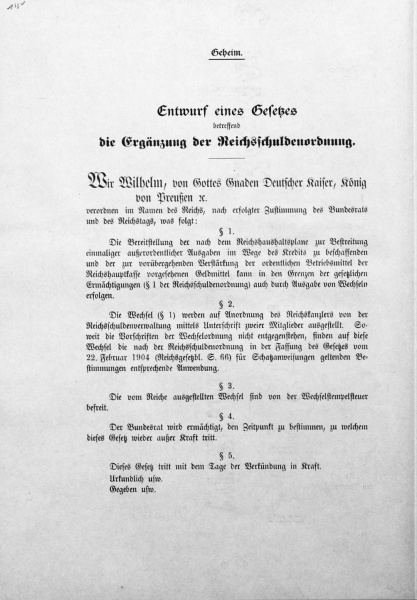 Geheim.
Entwurf eines Gesetzes
betreffend
die Ergänzung der Reichsschuldenordnung.
Wir Wilhelm, von Gottes Gnaden Deutscher Kaiser, König
von Preußen ꝛc.
verordnen im Namen des Reichs, nach erfolgter Zustimmung des Bundesrats
und des Reichstags, was folgt:
§ 1.
Die Bereitstellung der nach dem Reichshaushaltsplane zur Bestreitung
einmaliger außerordentlicher Ausgaben im Wege des Kredits zu beschaffenden
und der zur vorübergehenden Verstärkung der ordentlichen Betriebsmittel der
Reichshauptkasse vorgesehenen Geldmittel kann in den Grenzen der gesetzlichen
Ermächtigungen (§ 1 der Reichsschuldenordnung) auch durch Ausgabe von Wechseln
erfolgen.
§ 2.
Die Wechsel (§ 1) werden auf Anordnung des Reichskanzlers von der
Reichsschuldenverwaltung mittels Unterschrift zweier Mitglieder ausgestellt. So-
weit die Vorschriften der Wechselordnung nicht entgegenstehen, finden auf diese
Wechsel die nach der Reichsschuldenordnung in der Fassung des Gesetzes vom
22. Februar 1904 (Reichsgesetzbl. S. 66) für Schatzanweisungen geltenden Be-
stimmungen entsprechende Anwendung.
§ 3.
Die vom Reiche ausgestellten Wechsel sind von der Wechselstempelsteuer
befreit.
§ 4.
Der Bundesrat wird ermächtigt, den Zeitpunkt zu bestimmen, zu welchem
dieses Gesetz wieder außer Kraft tritt.
§ 5.
Dieses Gesetz tritt mit dem Tage der Verkündung in Kraft.
Urkundlich usw.
Gegeben usw.